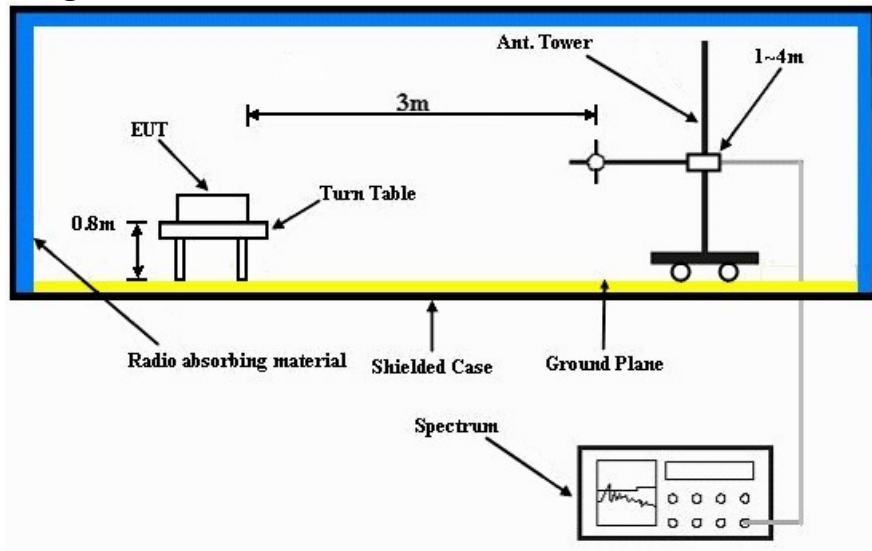 Ant. Tower
1~4m
3m
EUT
Turn Table
0.8m
Radio absorbing material
Shielded Case
Ground Plane
Spectrum